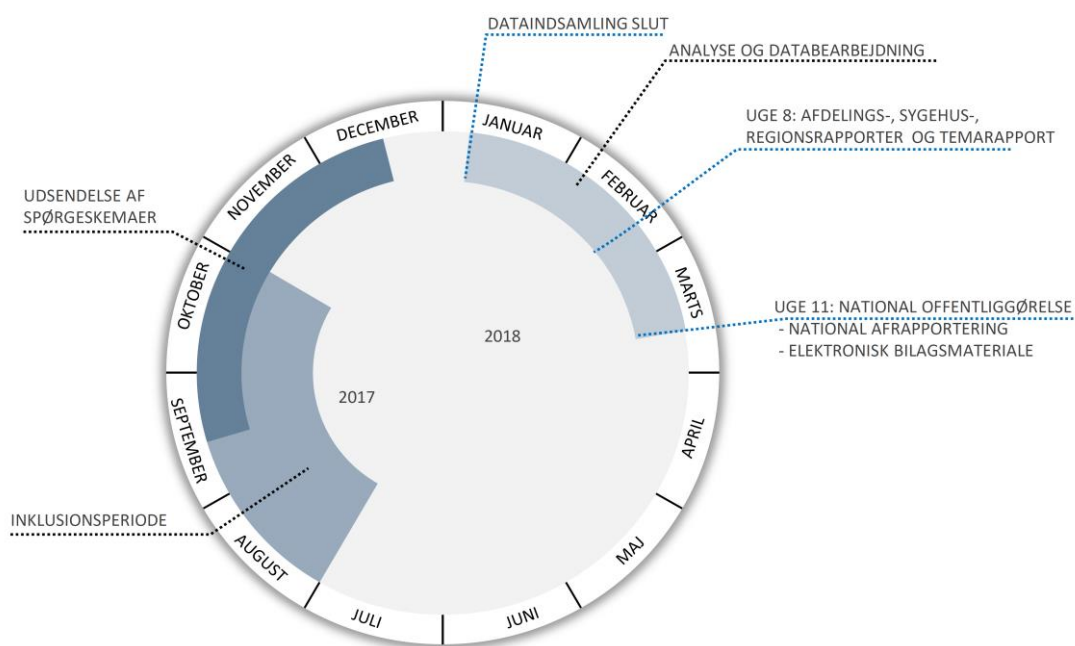 DATAINDSAMLING SLUT
ANALYSE OG DATABEARBEJDNING
UGE 8: AFDELINGS-, SYGEHUS-,
REGIONSRAPPORTER OG TEMARAPPORT
UGE 11: NATIONAL OFFENTLIGGØRELSE
- NATIONAL AFRAPPORTERING
- ELEKTRONISK BILAGSMATERIALE
UDSENDELSE AF
SPØRGESKEMAER
INKLUSIONSPERIODE
JANUAR
FEBRUAR
MARTS
APRIL
MAJ
JUNI
JULI
AUGUST
SEPTEMBER
OKTOBER
NOVEMBER
DECEMBER
2018
2017